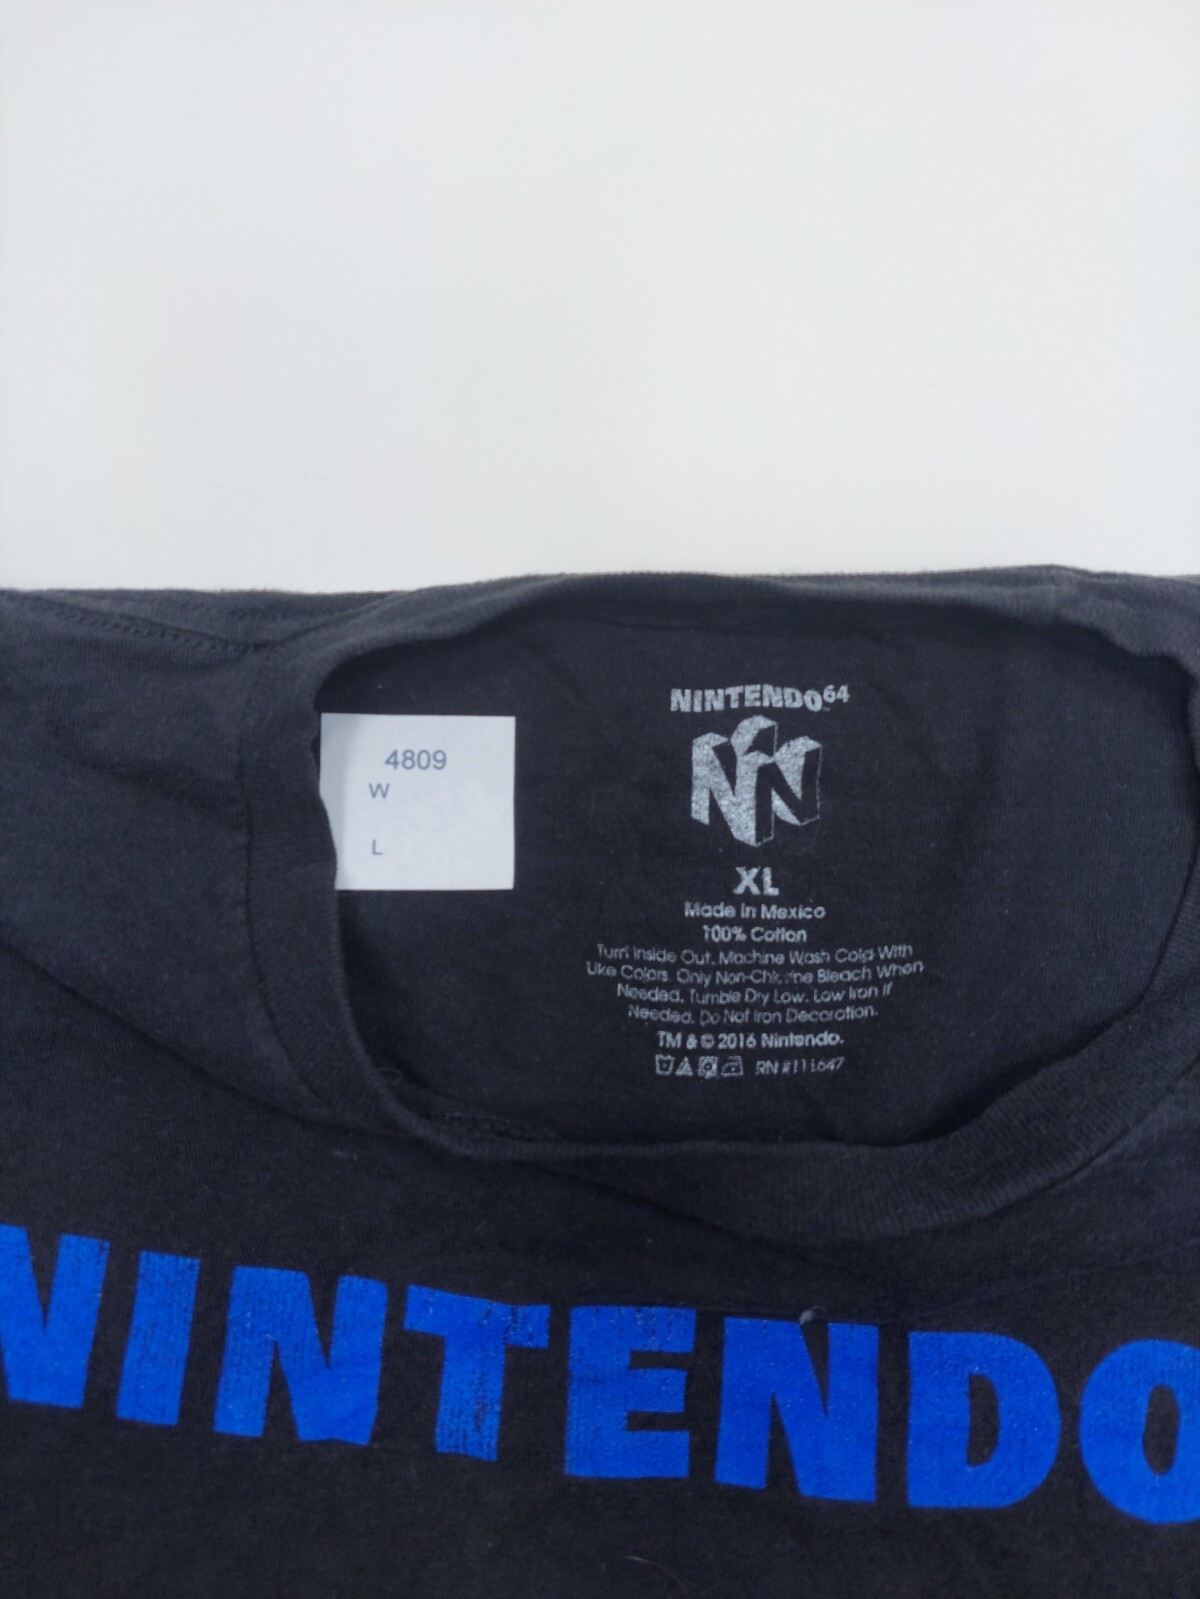 4809
W
L
NINTENDO64
XL
Made in Mexico
100% Cotton
Turn Inside Out. Machine Wash Cold With
Like Colors. Only Non-Chlorine Bleach When
Needed. Tumble Dry Low. Low Iron If
Needed. Do Not Iron Decoration.
TM & © 2016 Nintendo.
RN #111647
NINTENDO